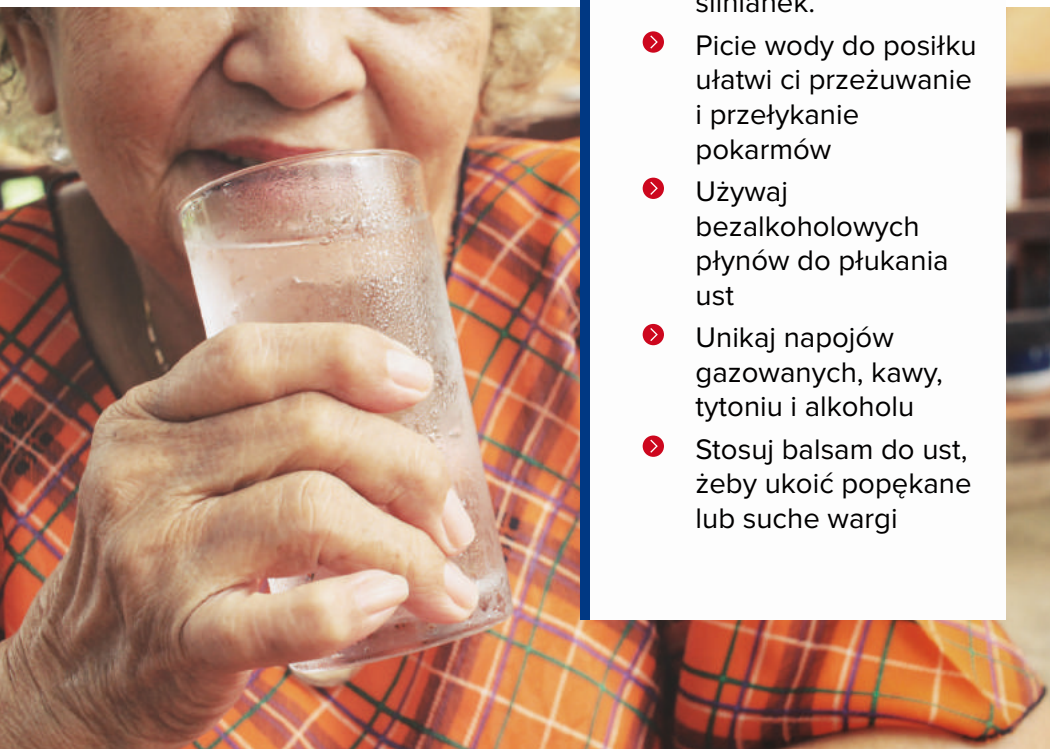 ślinianek.
Picie wody do posiłku
ułatwi ci przeżuwanie
i przełykanie
pokarmów
Używaj
bezalkoholowych
płynów do płukania
ust
Unikaj napojów
gazowanych, kawy,
tytoniu i alkoholu
Stosuj balsam do ust,
żeby ukoić popękane
lub suche wargi